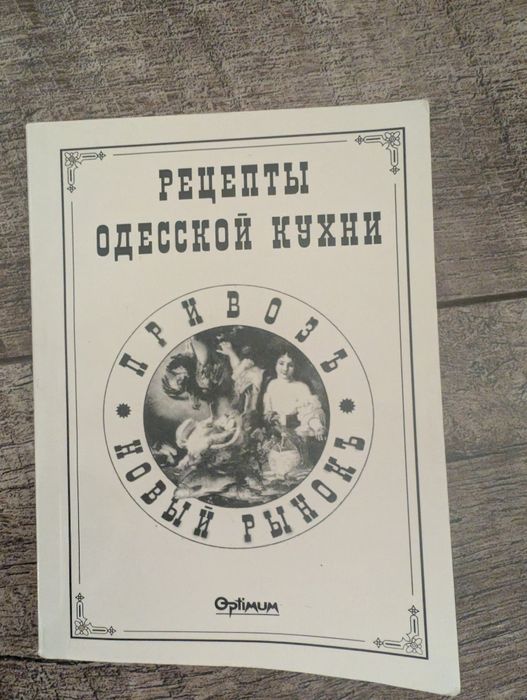 РЕЦЕПТЫ
ОДЕССКОЙ КУХНИ
ПРИВОЗЪ
НОВЫЙ РЫНОКЪ
Optimum